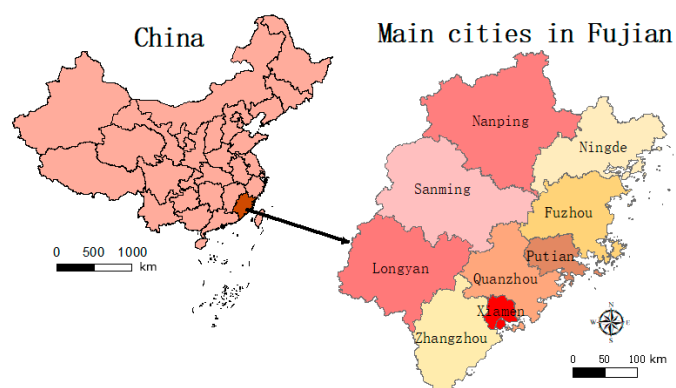 China
Main cities in Fujian
Nanping
Ningde
Sanming
Fuzhou
Putian
Longyan
Quanzhou
Xiamen
Zhangzhou
0 500 1000
km
N
W E
S
0 50 100
km